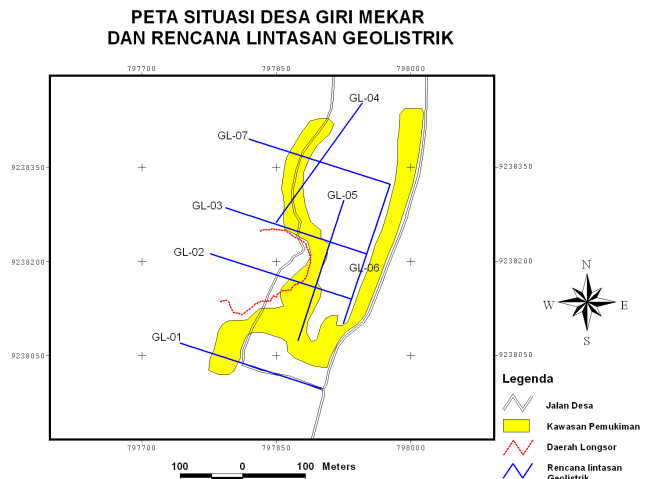 PETA SITUASI DESA GIRI MEKAR
DAN RENCANA LINTASAN GEOLISTRIK
797700 797850 798000
GL-04
GL-07
9238350 9238350
GL-05
GL-03
GL-02
9238200 9238200
GL-06
N
W E
S
GL-01
9238050 9238050
Legenda
Jalan Desa
Kawasan Pemukiman
Daerah Longsor
Rencana lintasan
Geolistrik
797700 797850 798000
100 0 100 Meters